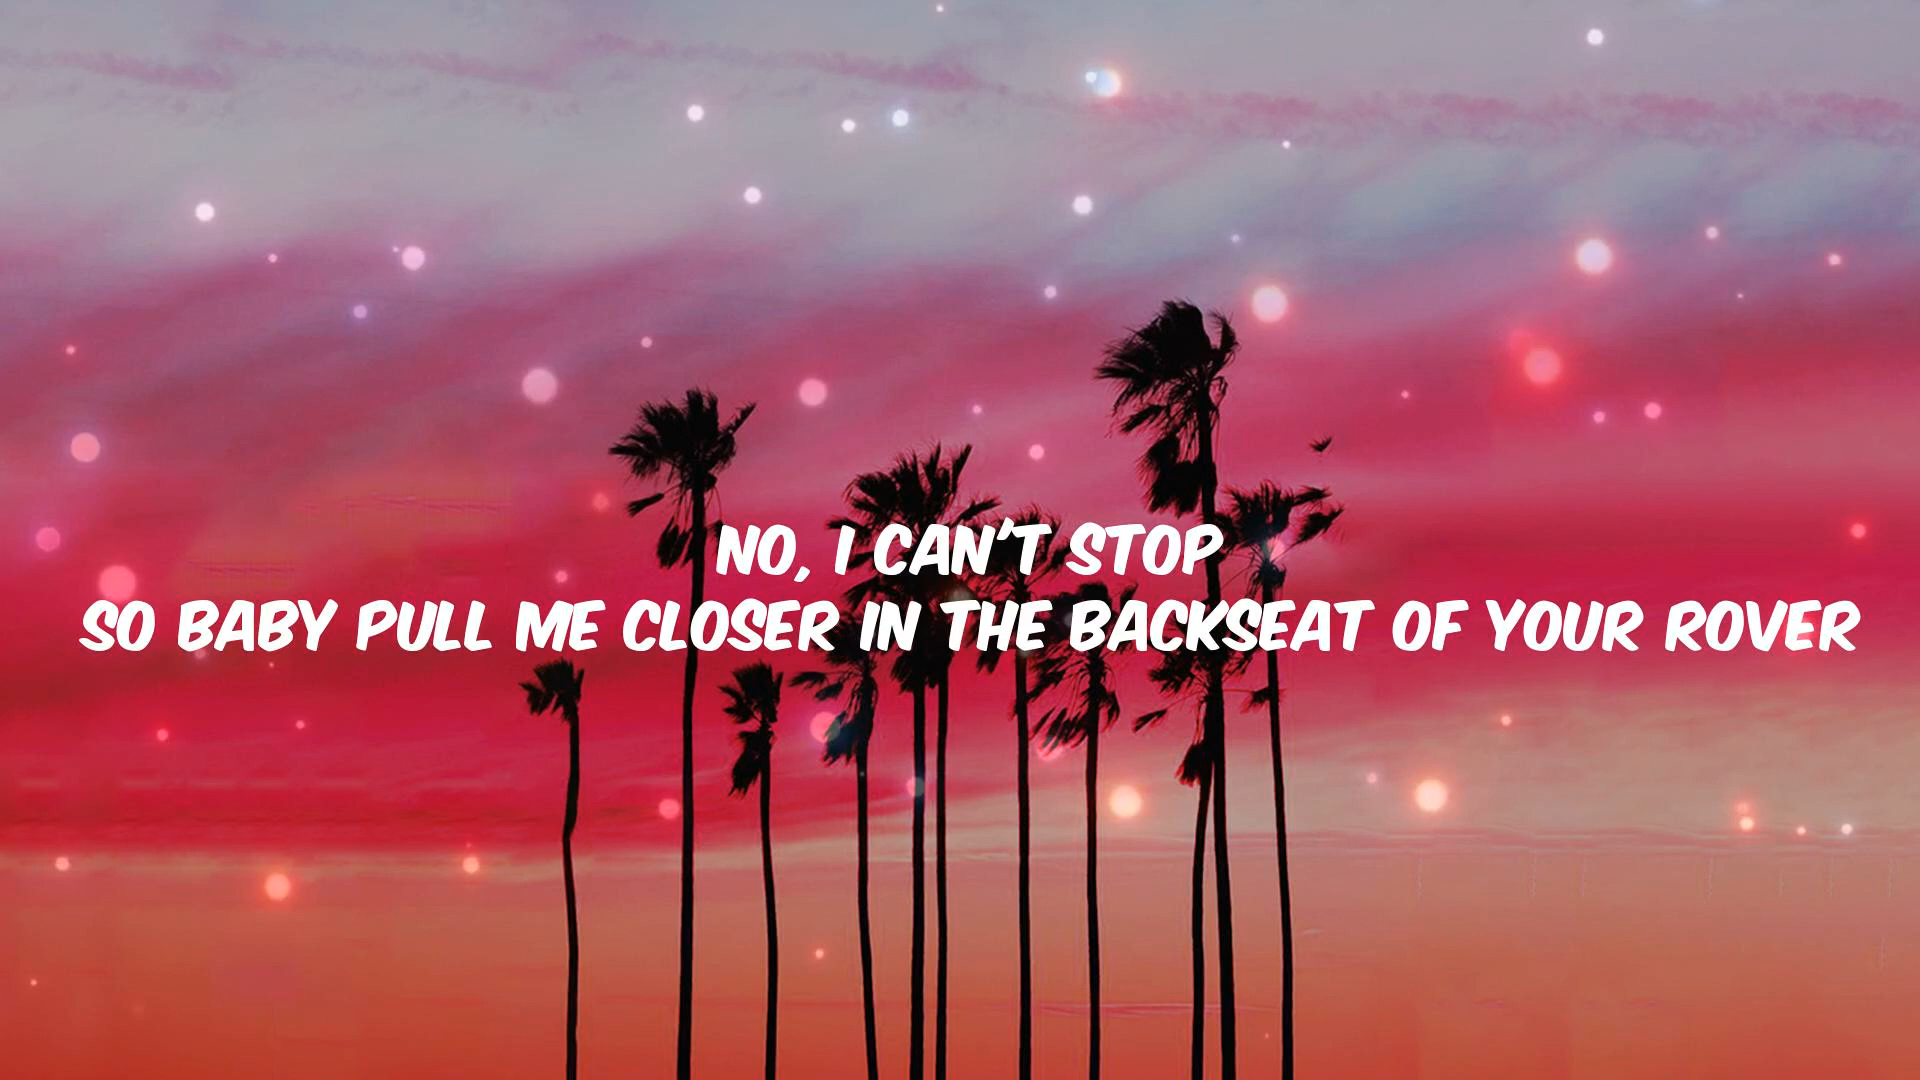 NO, I CAN'T STOP
SO BABY PULL ME CLOSER IN THE BACKSEAT OF YOUR ROVER